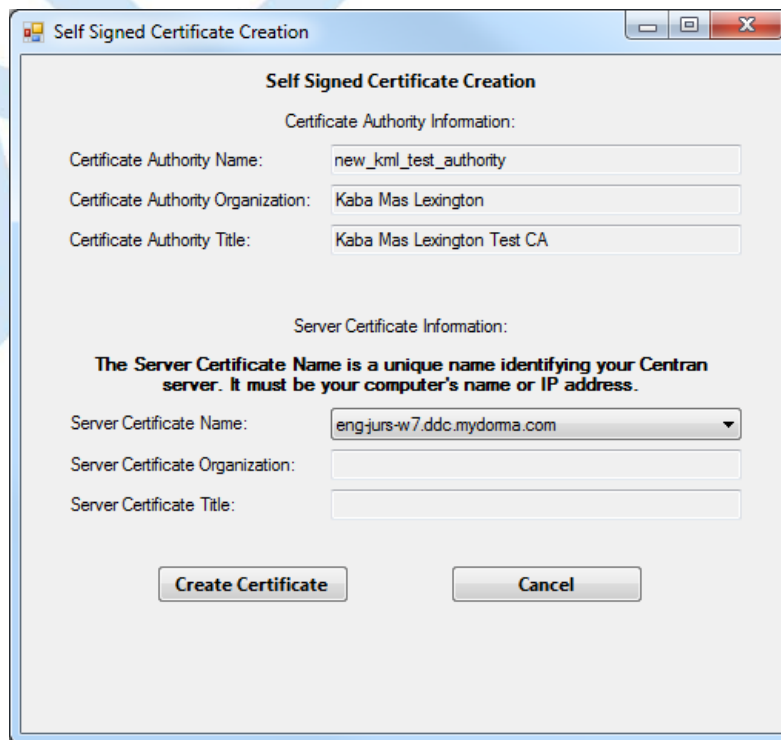 Self Signed Certificate Creation
Self Signed Certificate Creation
Certificate Authority Information:
Certificate Authority Name: new_kml_test_authority
Certificate Authority Organization: Kaba Mas Lexington
Certificate Authority Title: Kaba Mas Lexington Test CA
Server Certificate Information:
The Server Certificate Name is a unique name identifying your Centran
server. It must be your computer's name or IP address.
Server Certificate Name: eng-jurs-w7.ddc.mydorma.com
Server Certificate Organization:
Server Certificate Title:
Create Certificate Cancel